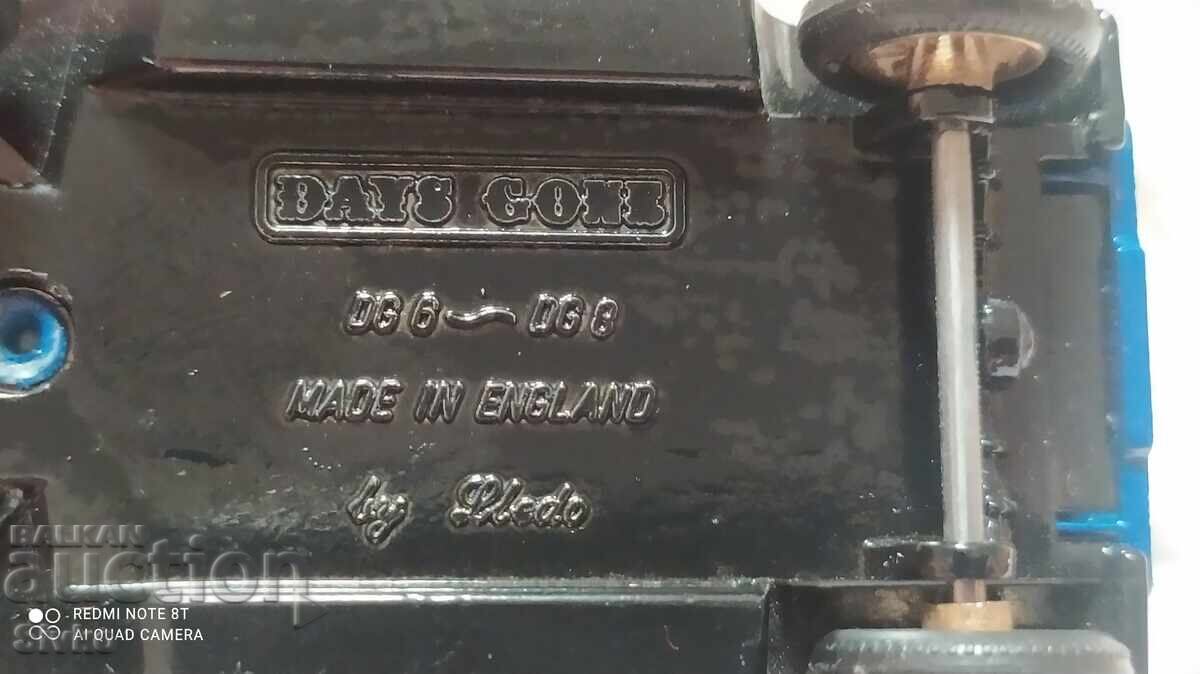 DAYS GONE
DG 6 ~ DG 8
MADE IN ENGLAND
by Lledo
BALKAN
auction
REDMI NOTE 8T
AI QUAD CAMERA